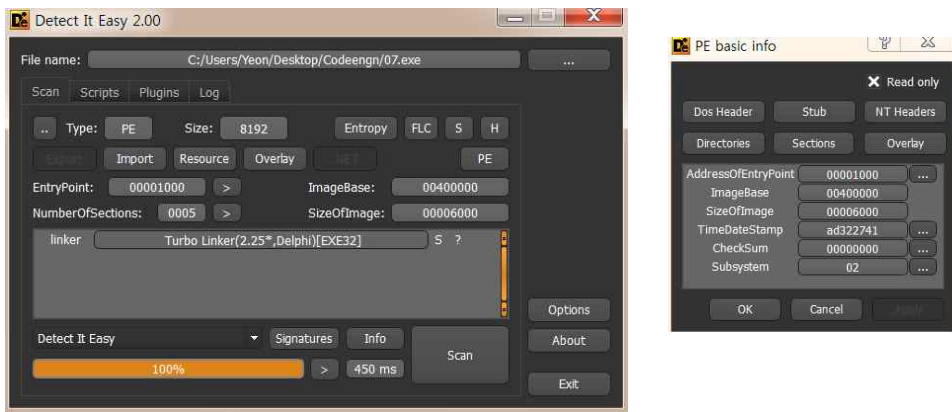 Detect It Easy 2.00
File name: C:/Users/Yeon/Desktop/Codeengn/07.exe ...
Scan Scripts Plugins Log
.. Type: PE Size: 8192 Entropy FLC S H
Export Import Resource Overlay .NET PE
EntryPoint: 00001000 > ImageBase: 00400000
NumberOfSections: 0005 > SizeOfImage: 00006000
linker Turbo Linker(2.25*,Delphi)[EXE32] S ?
Options
Detect It Easy Signatures Info Scan About
100% > 450 ms
Exit
PE basic info
Read only
Dos Header Stub NT Headers
Directories Sections Overlay
AddressOfEntryPoint 00001000 ...
ImageBase 00400000
SizeOfImage 00006000
TimeDateStamp ad322741 ...
CheckSum 00000000 ...
Subsystem 02 ...
OK Cancel Apply